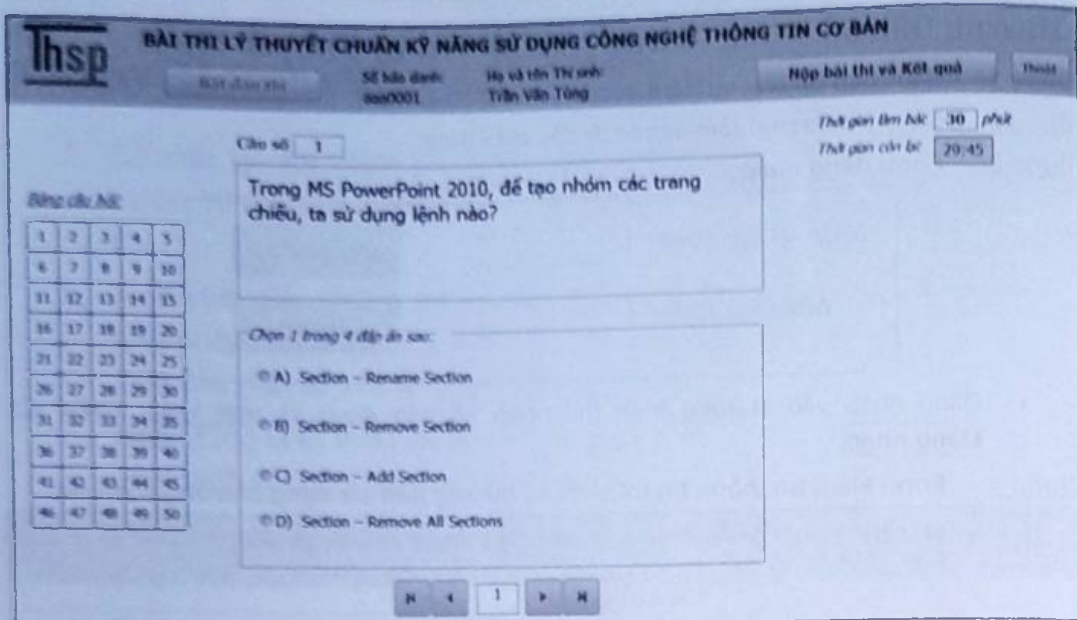 Thsp
BÀI THI LÝ THUYẾT CHUẨN KỸ NĂNG SỬ DỤNG CÔNG NGHỆ THÔNG TIN CƠ BẢN
Bắt đầu thi
Số báo danh:
aaa0001
Họ và tên Thí sinh:
Trần Văn Tùng
Nộp bài thi và Kết quả
Thoát
Thời gian làm bài: 30 phút
Thời gian còn lại: 29:45
Câu số 1
Trong MS PowerPoint 2010, để tạo nhóm các trang
chiếu, ta sử dụng lệnh nào?
Bảng câu hỏi:
1 2 3 4 5
6 7 8 9 10
11 12 13 14 15
16 17 18 19 20
21 22 23 24 25
26 27 28 29 30
31 32 33 34 35
36 37 38 39 40
41 42 43 44 45
46 47 48 49 50
Chọn 1 trong 4 đáp án sau:
A) Section – Rename Section
B) Section – Remove Section
C) Section – Add Section
D) Section – Remove All Sections
1